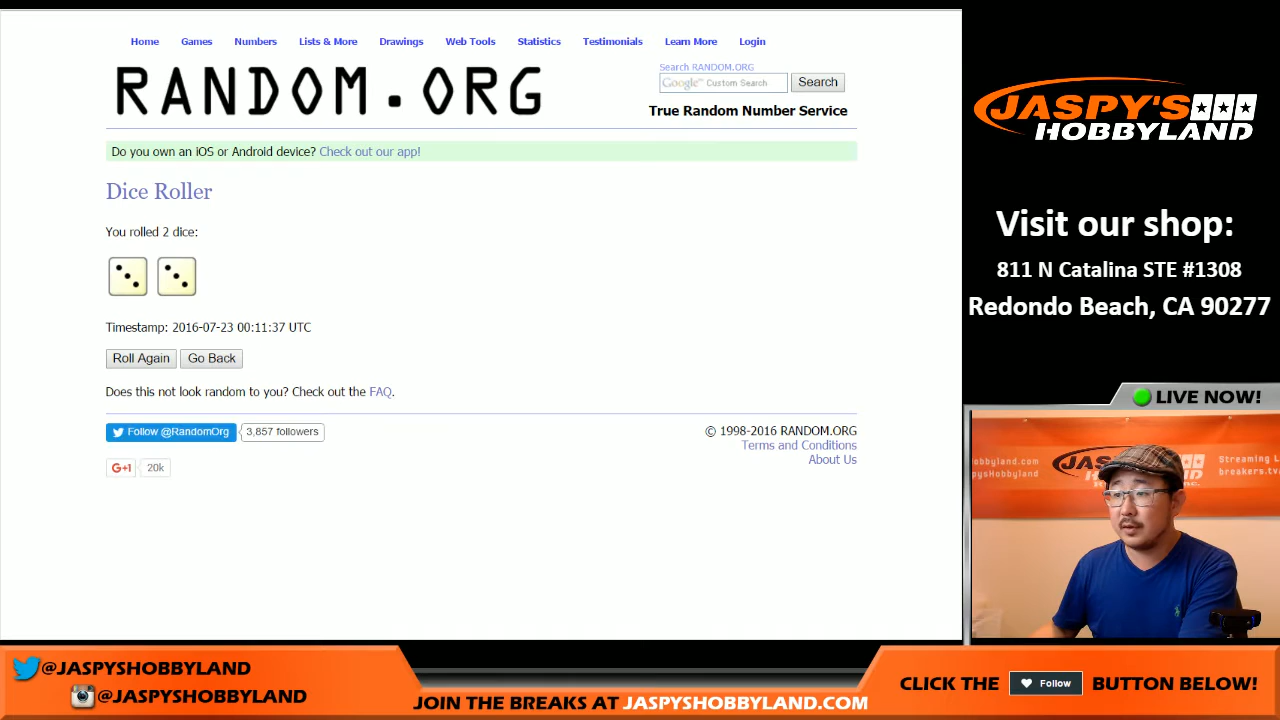 Home Games Numbers Lists & More Drawings Web Tools Statistics Testimonials Learn More Login
RANDOM.ORG
Search RANDOM.ORG
Google™ Custom Search Search
True Random Number Service
Do you own an iOS or Android device? Check out our app!
Dice Roller
You rolled 2 dice:
Timestamp: 2016-07-23 00:11:37 UTC
Roll Again Go Back
Does this not look random to you? Check out the FAQ.
Follow @RandomOrg 3,857 followers
G+1 20k
© 1998-2016 RANDOM.ORG
Terms and Conditions
About Us
JASPY'S
HOBBYLAND
Visit our shop:
811 N Catalina STE #1308
Redondo Beach, CA 90277
LIVE NOW!
@JASPYSHOBBYLAND
@JASPYSHOBBYLAND
JOIN THE BREAKS AT JASPYSHOBBYLAND.COM
CLICK THE Follow BUTTON BELOW!